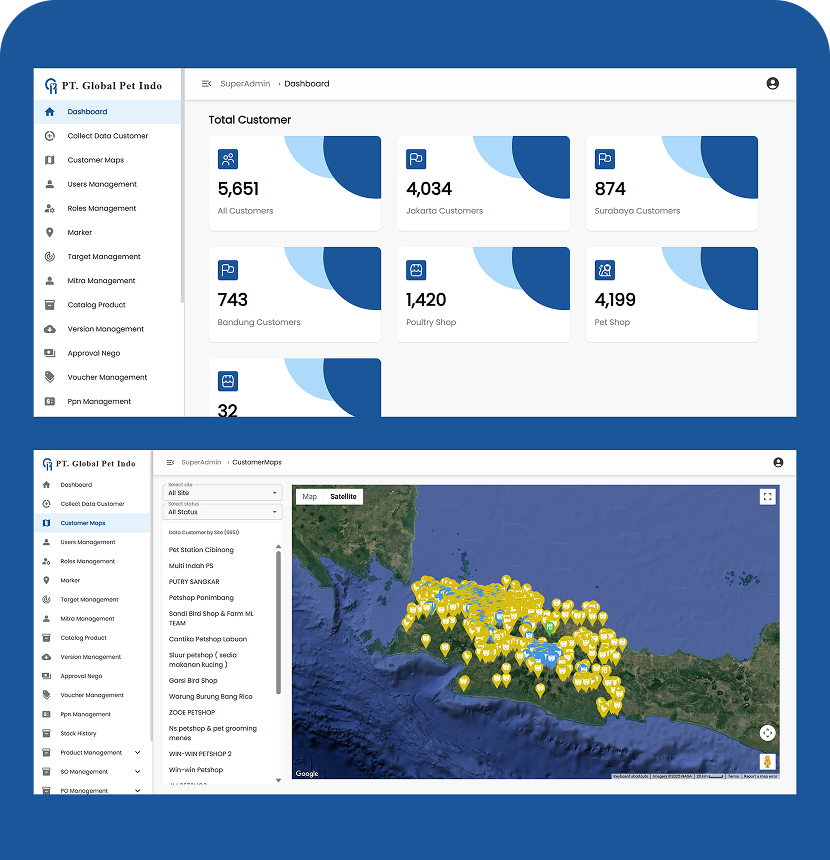 PT. Global Pet Indo
SuperAdmin › Dashboard
Dashboard
Collect Data Customer
Customer Maps
Users Management
Roles Management
Marker
Target Management
Mitra Management
Catalog Product
Version Management
Approval Nego
Voucher Management
Ppn Management
Total Customer
5,651
All Customers
4,034
Jakarta Customers
874
Surabaya Customers
743
Bandung Customers
1,420
Poultry Shop
4,199
Pet Shop
32
PT. Global Pet Indo
SuperAdmin › CustomerMaps
Dashboard
Collect Data Customer
Customer Maps
Users Management
Roles Management
Marker
Target Management
Mitra Management
Catalog Product
Version Management
Approval Nego
Voucher Management
Ppn Management
Stock History
Product Management
SO Management
PO Management
Select site
All Site
Select status
All Status
Data Customer by Site (5651)
Pet Station Cibinong
Multi Indah PS
PUTRY SANGKAR
Petshop Panimbang
Sandi Bird Shop & Farm ML
TEAM
Cantika Petshop Labuan
Sluur petshop ( sedia
makanan kucing )
Garsi Bird Shop
Warung Burung Bang Rico
ZOOE PETSHOP
Ns petshop & pet grooming
menes
WIN-WIN PETSHOP 2
Win-win Petshop
Map Satellite
Google
Keyboard shortcuts Imagery ©2023 NASA 20 km Terms Report a map error